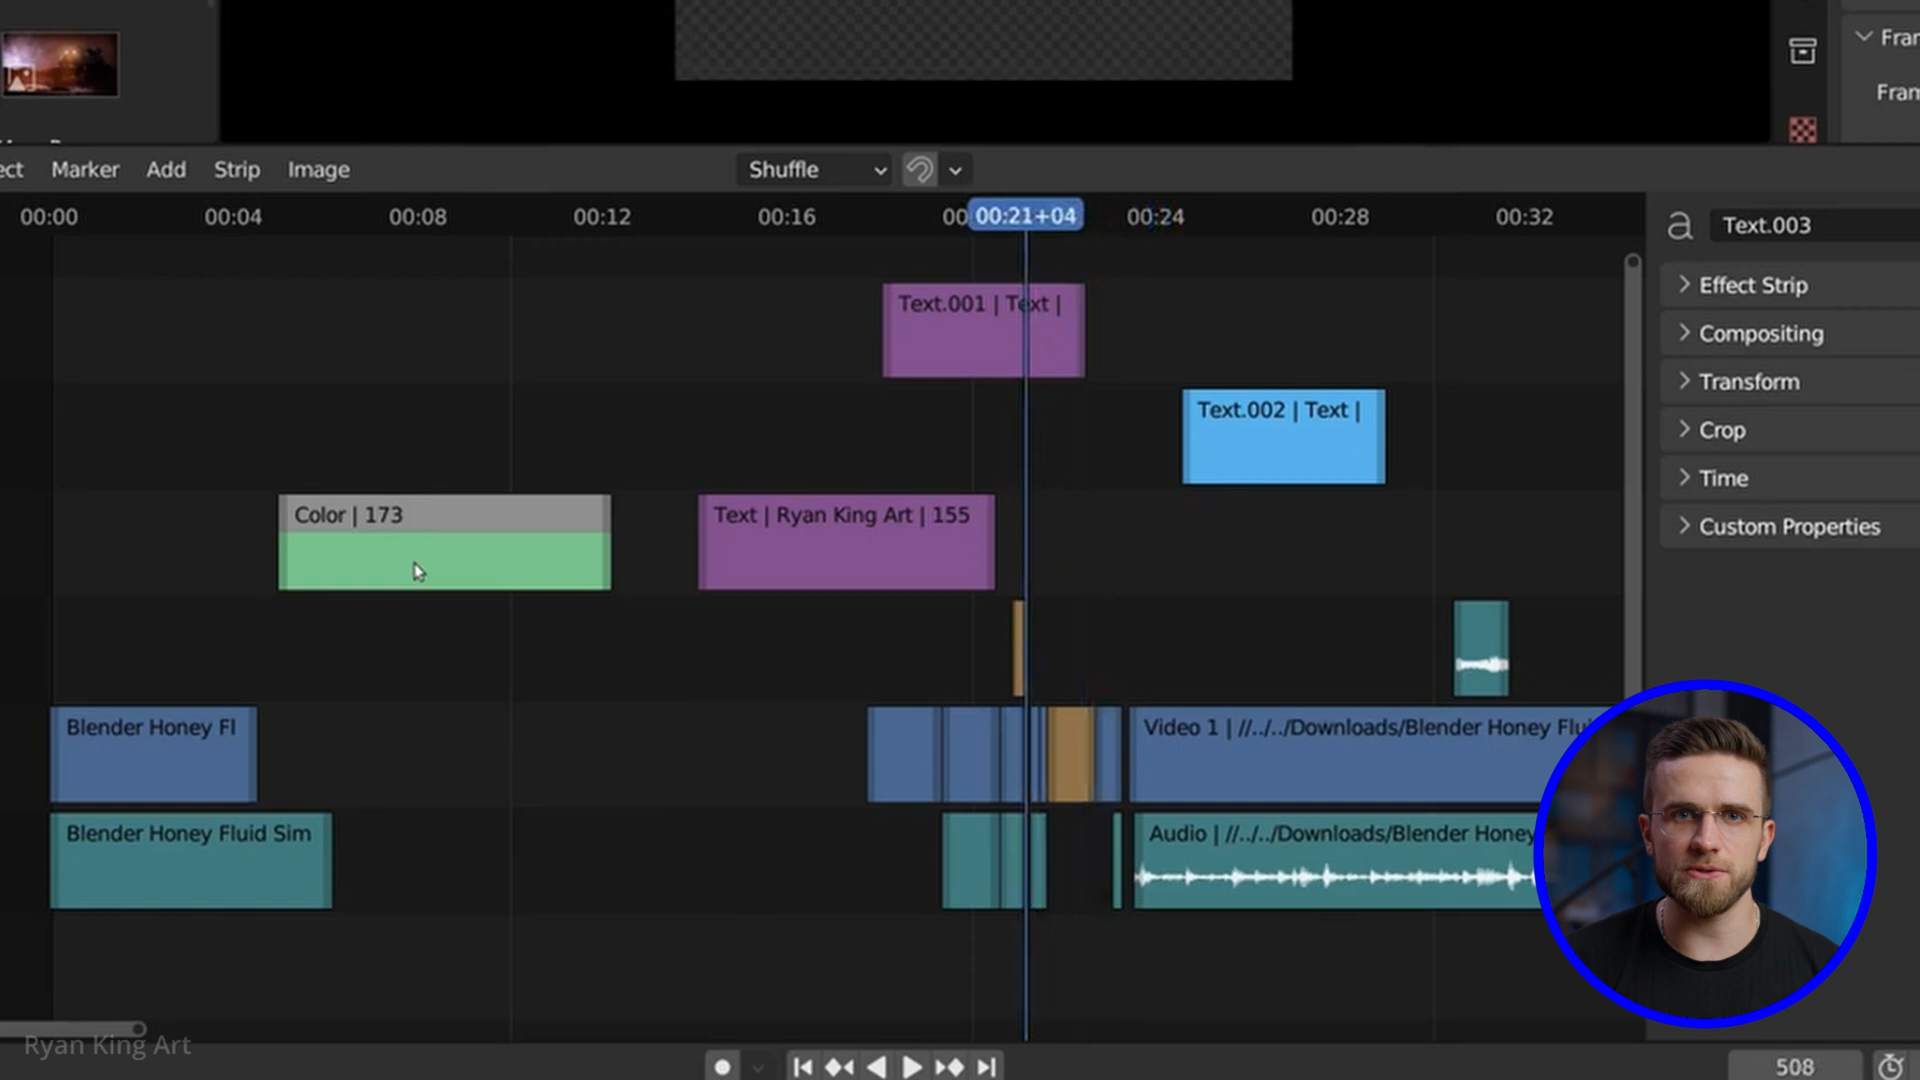 Fran
Fram
ect Marker Add Strip Image Shuffle
00:00 00:04 00:08 00:12 00:16 00 00:21+04 00:24 00:28 00:32
Text.003
Effect Strip
Compositing
Transform
Crop
Time
Custom Properties
Text.001 | Text |
Text.002 | Text |
Color | 173
Text | Ryan King Art | 155
Blender Honey Fl
Video 1 | //../../Downloads/Blender Honey Flu
Blender Honey Fluid Sim
Audio | //../../Downloads/Blender Honey
Ryan King Art
508